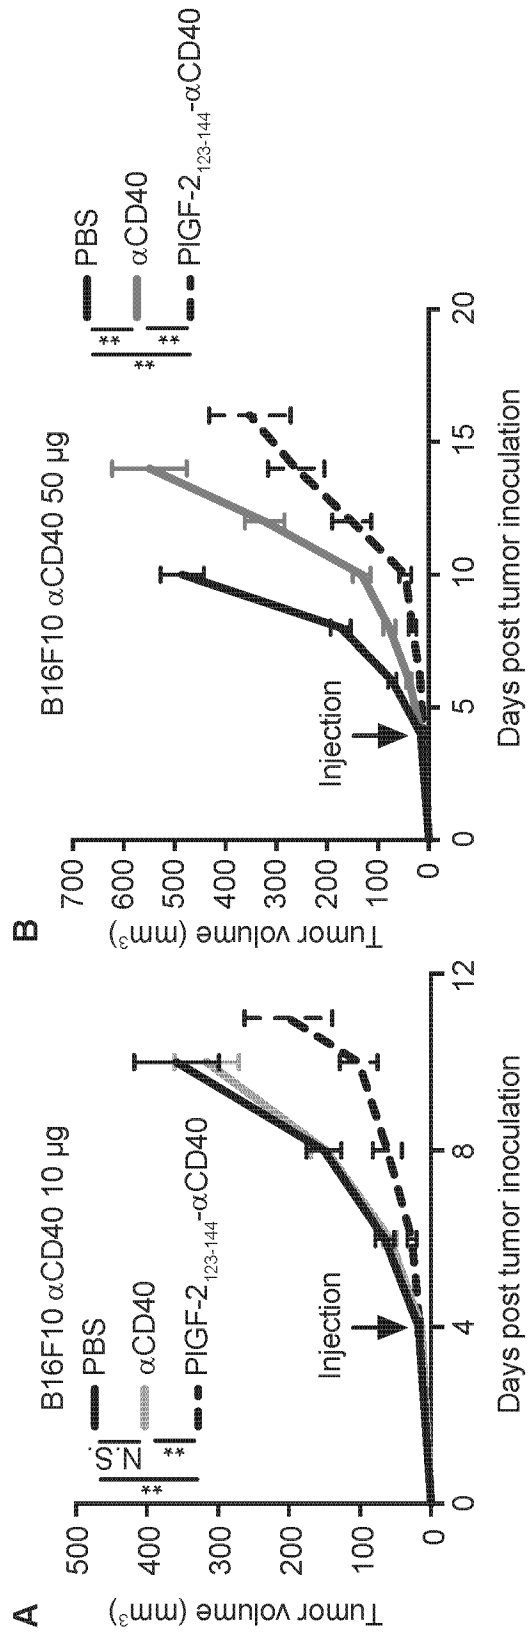 A
B16F10 αCD40 10 µg
PBS
αCD40
PlGF-2123-144-αCD40
N.S.
**
**
Tumor volume (mm3)
500
400
300
200
100
0
Injection
0
4
8
12
Days post tumor inoculation
B
B16F10 αCD40 50 µg
PBS
αCD40
PlGF-2123-144-αCD40
**
**
**
Tumor volume (mm3)
700
600
500
400
300
200
100
0
Injection
0
5
10
15
20
Days post tumor inoculation